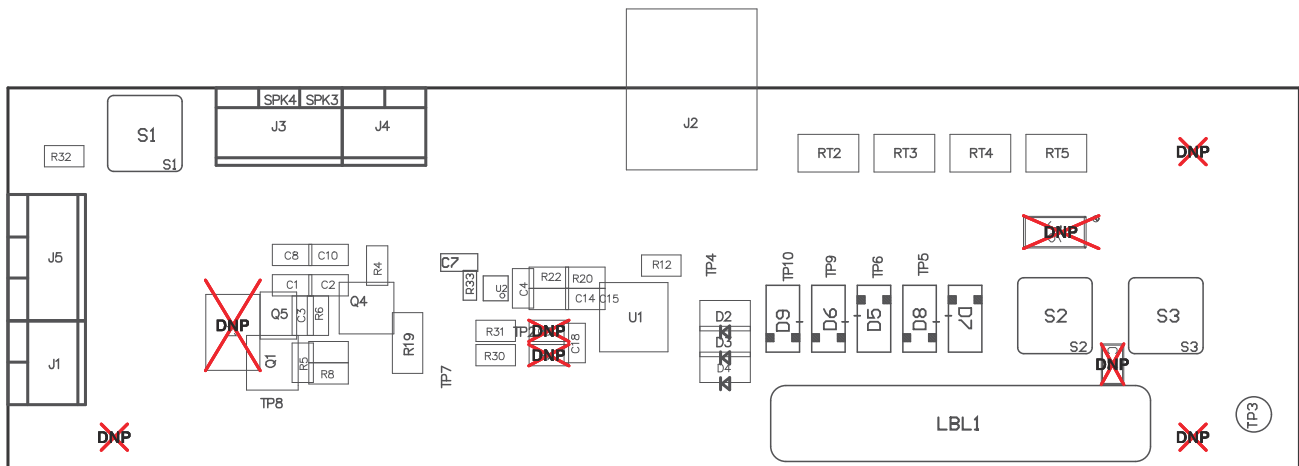 SPK4 SPK3
J3 J4
J2
S1
S1
R32
RT2 RT3 RT4 RT5
DNP
DNP
J5
J1
C8 C10
R4
C1 C2
DNP
Q5
C3
R6
Q4
R19
Q1
R5
R8
TP8
C7
R33
U2
C4
R22 R20
C14 C15
R12
U1
R31
DNP
R30
DNP
C18
TP7
TP4
D2
D3
D4
TP10 TP9 TP6 TP5
D9 D6 D5 D8 D7
S2
S2
S3
S3
DNP
LBL1
TP3
DNP
DNP